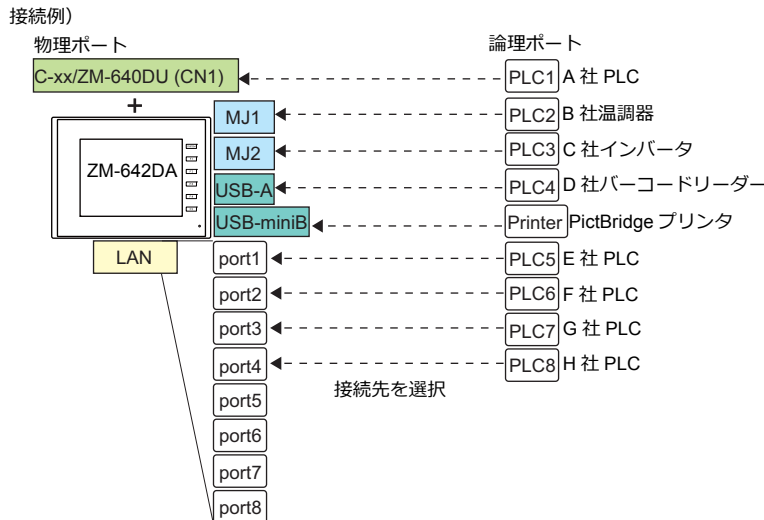 接続例）
物理ポート
論理ポート
C-xx/ZM-640DU (CN1)
PLC1 A 社 PLC
+
MJ1
PLC2 B 社温調器
ZM-642DA
MJ2
PLC3 C 社インバータ
USB-A
PLC4 D 社バーコードリーダー
USB-miniB
Printer PictBridge プリンタ
LAN
port1
PLC5 E 社 PLC
port2
PLC6 F 社 PLC
port3
PLC7 G 社 PLC
port4
PLC8 H 社 PLC
接続先を選択
port5
port6
port7
port8